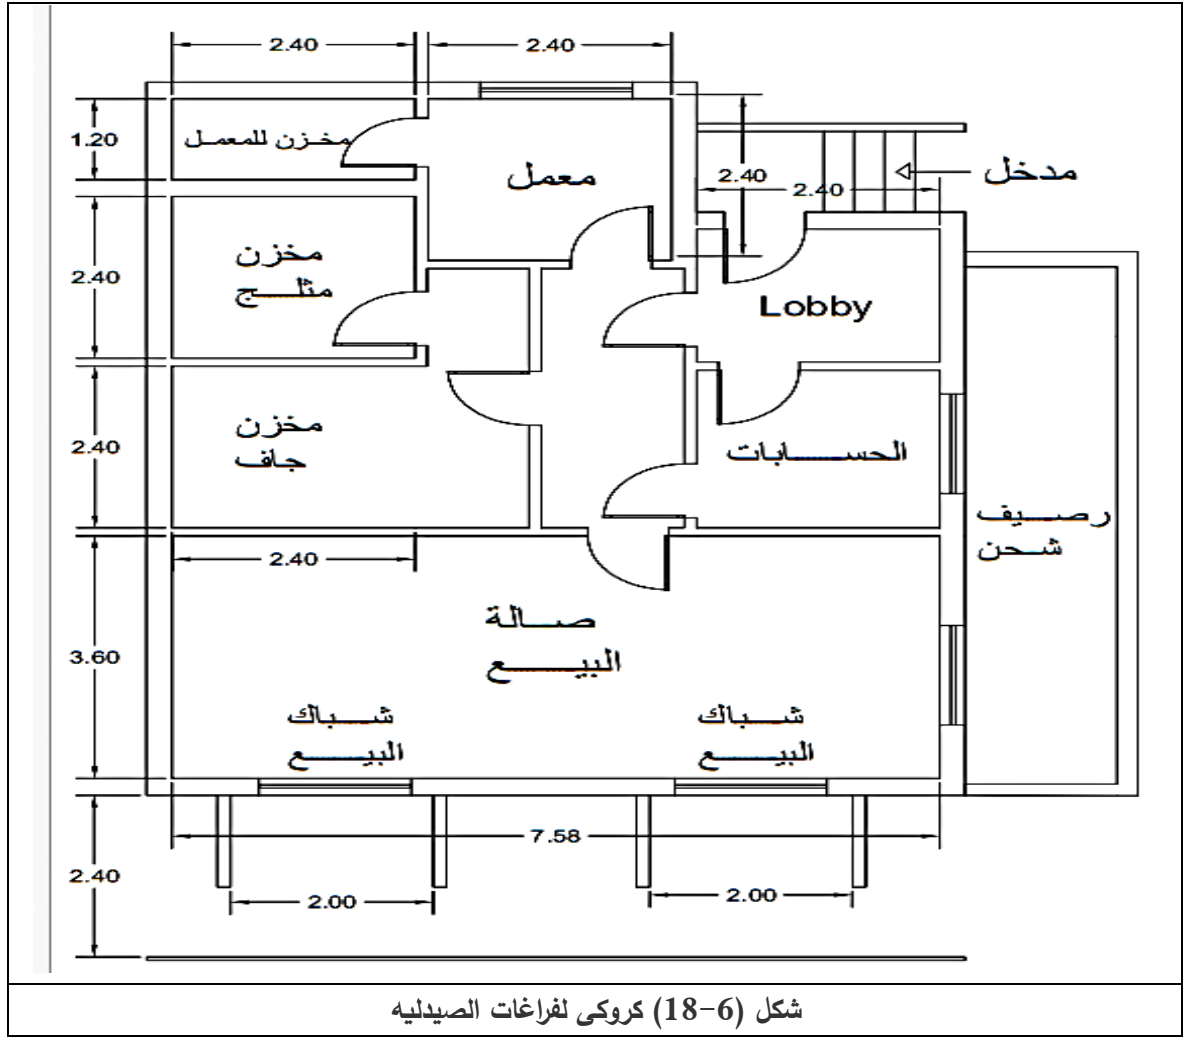 2.40
2.40
1.20
مخزن للمعمل
معمل
2.40
2.40
مدخل
2.40
مخزن
مثلج
Lobby
2.40
مخزن
جاف
الحسابات
رصيف
شحن
2.40
3.60
صالة
البيع
شباك
البيع
شباك
البيع
7.58
2.40
2.00
2.00
شكل (6-18) كروكى لفراغات الصيدليه